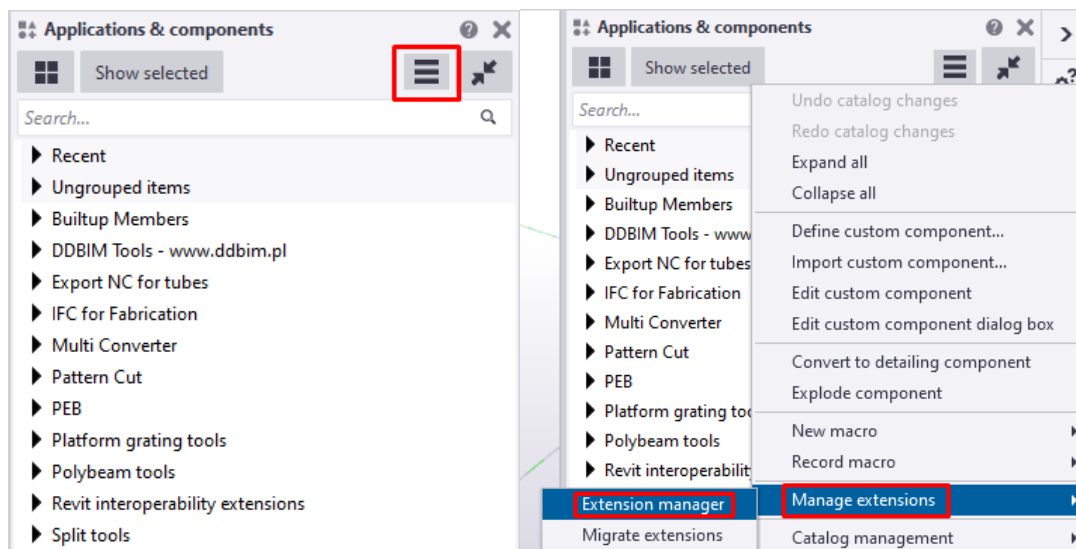 Applications & components
Show selected
Search...
Recent
Ungrouped items
Builtup Members
DDBIM Tools - www.ddbim.pl
Export NC for tubes
IFC for Fabrication
Multi Converter
Pattern Cut
PEB
Platform grating tools
Polybeam tools
Revit interoperability extensions
Split tools
Applications & components
Show selected
Search...
Recent
Ungrouped items
Builtup Members
DDBIM Tools - www
Export NC for tubes
IFC for Fabrication
Multi Converter
Pattern Cut
PEB
Platform grating too
Polybeam tools
Revit interoperabilit
Undo catalog changes
Redo catalog changes
Expand all
Collapse all
Define custom component...
Import custom component...
Edit custom component
Edit custom component dialog box
Convert to detailing component
Explode component
New macro
Record macro
Manage extensions
Catalog management
Extension manager
Migrate extensions